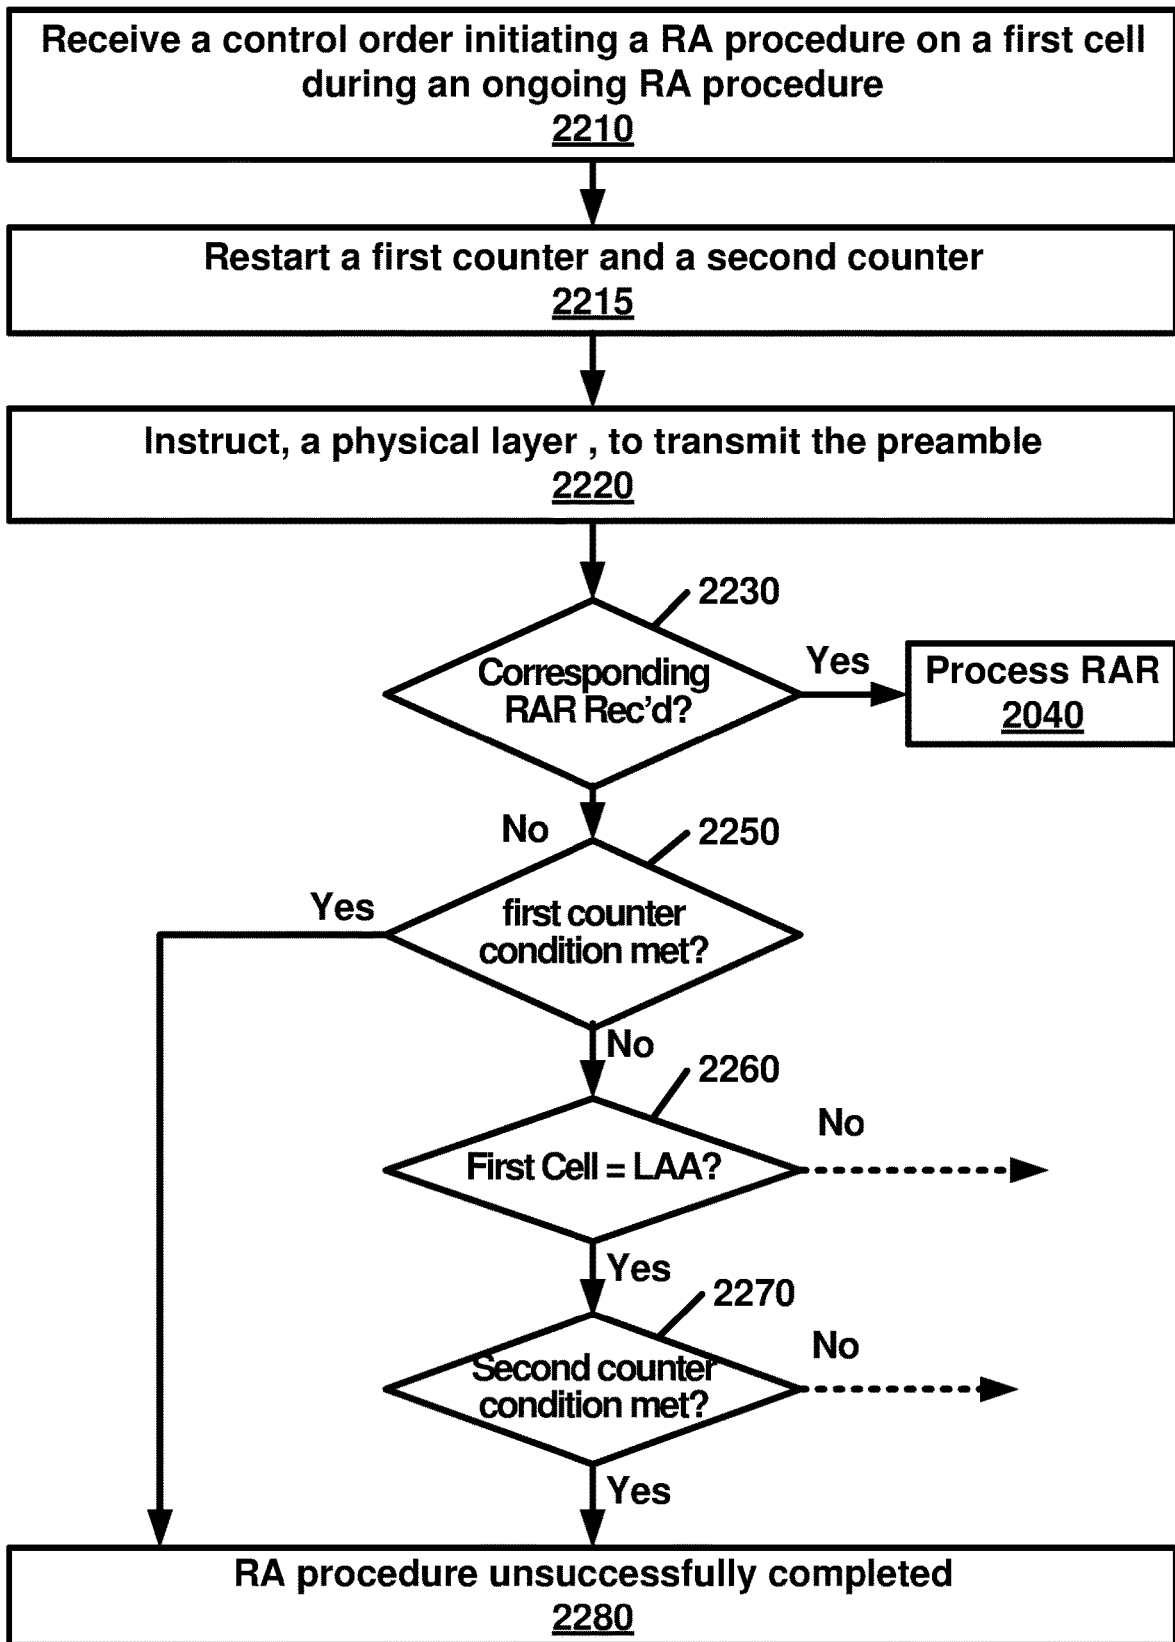 Receive a control order initiating a RA procedure on a first cell
during an ongoing RA procedure
2210
Restart a first counter and a second counter
2215
Instruct, a physical layer , to transmit the preamble
2220
2230
Corresponding
RAR Rec'd?
Yes
Process RAR
2040
No
2250
Yes
first counter
condition met?
No
2260
No
First Cell = LAA?
Yes
2270
No
Second counter
condition met?
Yes
RA procedure unsuccessfully completed
2280